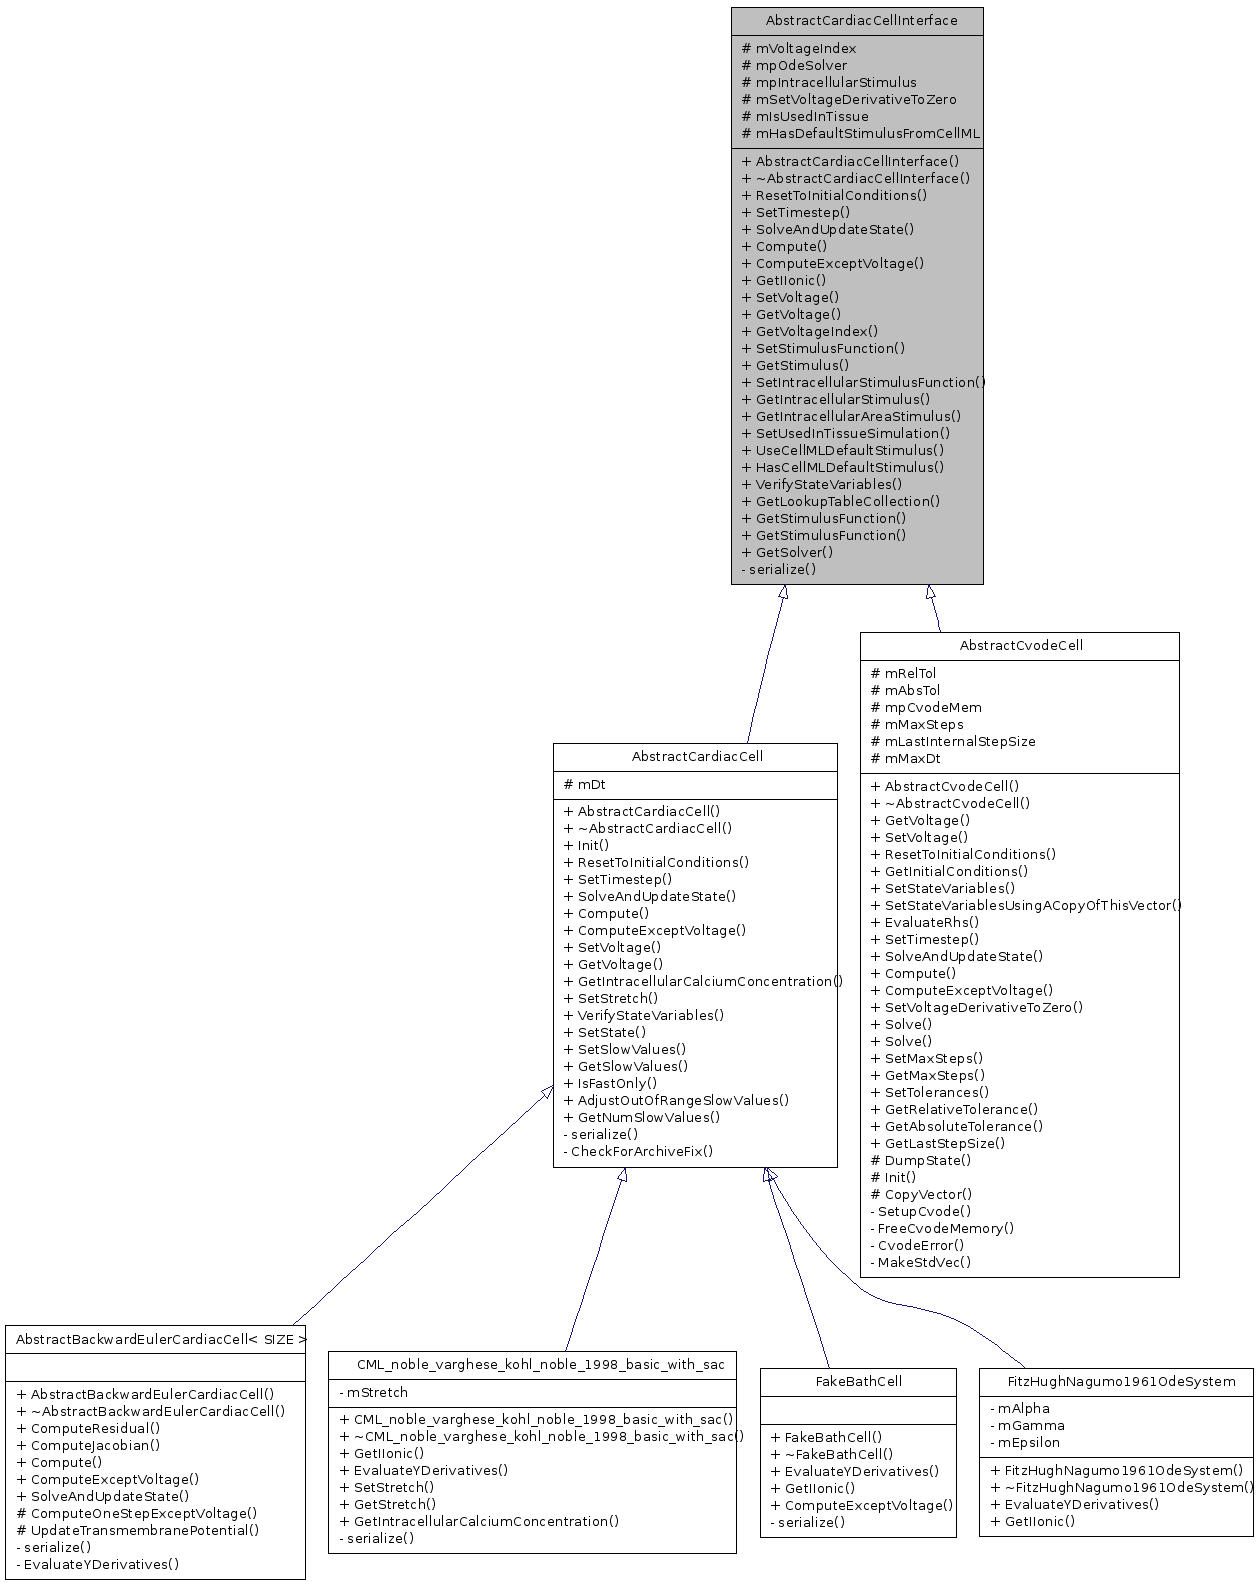 AbstractCardiacCellInterface
# mVoltageIndex
# mpOdeSolver
# mpIntracellularStimulus
# mSetVoltageDerivativeToZero
# mIsUsedInTissue
# mHasDefaultStimulusFromCellML
+ AbstractCardiacCellInterface()
+ ~AbstractCardiacCellInterface()
+ ResetToInitialConditions()
+ SetTimestep()
+ SolveAndUpdateState()
+ Compute()
+ ComputeExceptVoltage()
+ GetIIonic()
+ SetVoltage()
+ GetVoltage()
+ GetVoltageIndex()
+ SetStimulusFunction()
+ GetStimulus()
+ SetIntracellularStimulusFunction()
+ GetIntracellularStimulus()
+ GetIntracellularAreaStimulus()
+ SetUsedInTissueSimulation()
+ UseCellMLDefaultStimulus()
+ HasCellMLDefaultStimulus()
+ VerifyStateVariables()
+ GetLookupTableCollection()
+ GetStimulusFunction()
+ GetStimulusFunction()
+ GetSolver()
- serialize()
AbstractCvodeCell
# mRelTol
# mAbsTol
# mpCvodeMem
# mMaxSteps
# mLastInternalStepSize
# mMaxDt
+ AbstractCvodeCell()
+ ~AbstractCvodeCell()
+ GetVoltage()
+ SetVoltage()
+ ResetToInitialConditions()
+ GetInitialConditions()
+ SetStateVariables()
+ SetStateVariablesUsingACopyOfThisVector()
+ EvaluateRhs()
+ SetTimestep()
+ SolveAndUpdateState()
+ Compute()
+ ComputeExceptVoltage()
+ SetVoltageDerivativeToZero()
+ Solve()
+ Solve()
+ SetMaxSteps()
+ GetMaxSteps()
+ SetTolerances()
+ GetRelativeTolerance()
+ GetAbsoluteTolerance()
+ GetLastStepSize()
# DumpState()
# Init()
# CopyVector()
- SetupCvode()
- FreeCvodeMemory()
- CvodeError()
- MakeStdVec()
AbstractCardiacCell
# mDt
+ AbstractCardiacCell()
+ ~AbstractCardiacCell()
+ Init()
+ ResetToInitialConditions()
+ SetTimestep()
+ SolveAndUpdateState()
+ Compute()
+ ComputeExceptVoltage()
+ SetVoltage()
+ GetVoltage()
+ GetIntracellularCalciumConcentration()
+ SetStretch()
+ VerifyStateVariables()
+ SetState()
+ SetSlowValues()
+ GetSlowValues()
+ IsFastOnly()
+ AdjustOutOfRangeSlowValues()
+ GetNumSlowValues()
- serialize()
- CheckForArchiveFix()
AbstractBackwardEulerCardiacCell< SIZE >
+ AbstractBackwardEulerCardiacCell()
+ ~AbstractBackwardEulerCardiacCell()
+ ComputeResidual()
+ ComputeJacobian()
+ Compute()
+ ComputeExceptVoltage()
+ SolveAndUpdateState()
# ComputeOneStepExceptVoltage()
# UpdateTransmembranePotential()
- serialize()
- EvaluateYDerivatives()
CML_noble_varghese_kohl_noble_1998_basic_with_sac
- mStretch
+ CML_noble_varghese_kohl_noble_1998_basic_with_sac()
+ ~CML_noble_varghese_kohl_noble_1998_basic_with_sac()
+ GetIIonic()
+ EvaluateYDerivatives()
+ SetStretch()
+ GetStretch()
+ GetIntracellularCalciumConcentration()
- serialize()
FakeBathCell
+ FakeBathCell()
+ ~FakeBathCell()
+ EvaluateYDerivatives()
+ GetIIonic()
+ ComputeExceptVoltage()
- serialize()
FitzHughNagumo1961OdeSystem
- mAlpha
- mGamma
- mEpsilon
+ FitzHughNagumo1961OdeSystem()
+ ~FitzHughNagumo1961OdeSystem()
+ EvaluateYDerivatives()
+ GetIIonic()